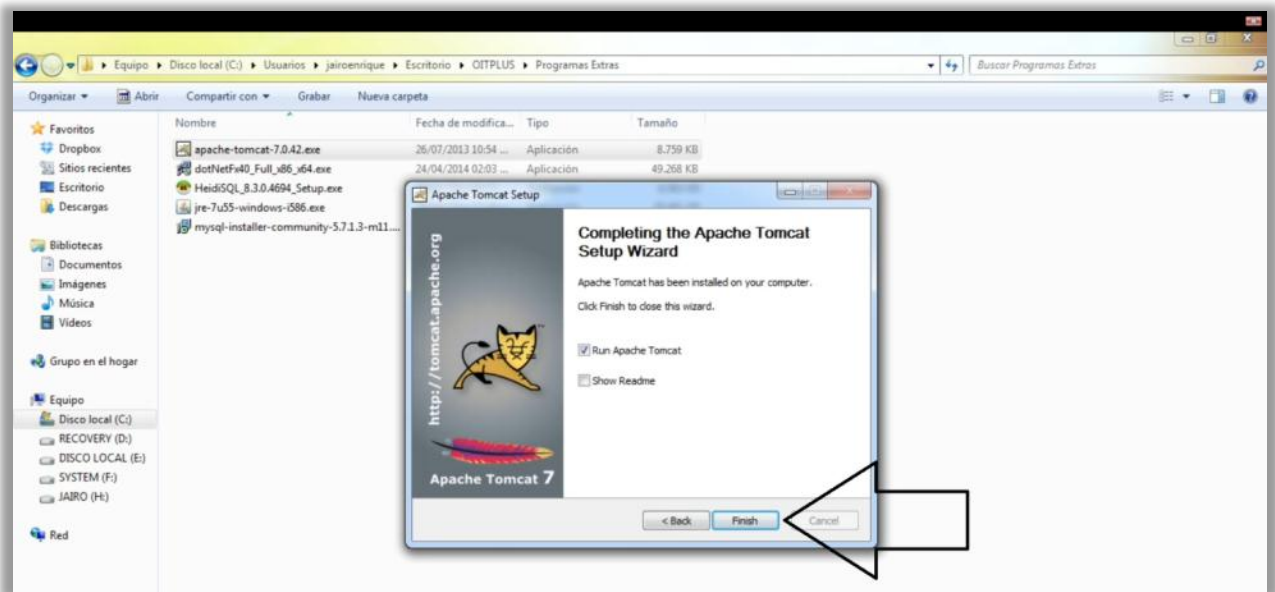 Equipo ▸ Disco local (C:) ▸ Usuarios ▸ jairoenrique ▸ Escritorio ▸ OITPLUS ▸ Programas Extras
Buscar Programas Extras
Organizar Abrir Compartir con Grabar Nueva carpeta
Favoritos
Dropbox
Sitios recientes
Escritorio
Descargas
Bibliotecas
Documentos
Imágenes
Música
Vídeos
Grupo en el hogar
Equipo
Disco local (C:)
RECOVERY (D:)
DISCO LOCAL (E:)
SYSTEM (F:)
JAIRO (H:)
Red
Nombre Fecha de modifica... Tipo Tamaño
apache-tomcat-7.0.42.exe 26/07/2013 10:54 ... Aplicación 8.759 KB
dotNetFx40_Full_x86_x64.exe 24/04/2014 02:03 ... Aplicación 49.268 KB
HeidiSQL_8.3.0.4694_Setup.exe
jre-7u55-windows-i586.exe
mysql-installer-community-5.7.1.3-m11....
Apache Tomcat Setup
http://tomcat.apache.org
Apache Tomcat 7
Completing the Apache Tomcat
Setup Wizard
Apache Tomcat has been installed on your computer.
Click Finish to close this wizard.
Run Apache Tomcat
Show Readme
< Back Finish Cancel